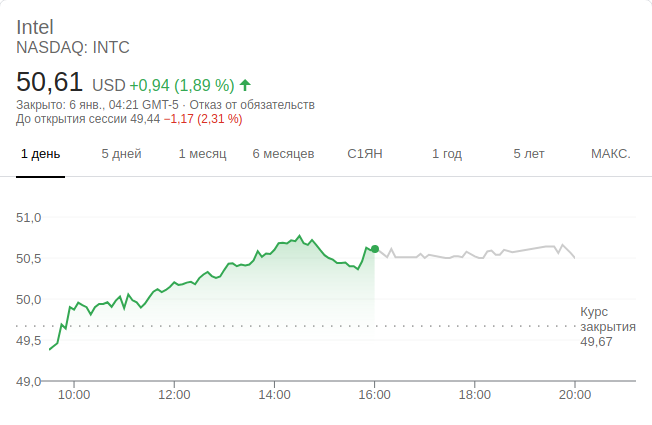 Intel
NASDAQ: INTC
50,61 USD +0,94 (1,89 %)
Закрыто: 6 янв., 04:21 GMT-5 · Отказ от обязательств
До открытия сессии 49,44 −1,17 (2,31 %)
1 день 5 дней 1 месяц 6 месяцев С1ЯН 1 год 5 лет МАКС.
51,0
50,5
50,0
Курс
закрытия
49,67
49,5
49,0
10:00 12:00 14:00 16:00 18:00 20:00